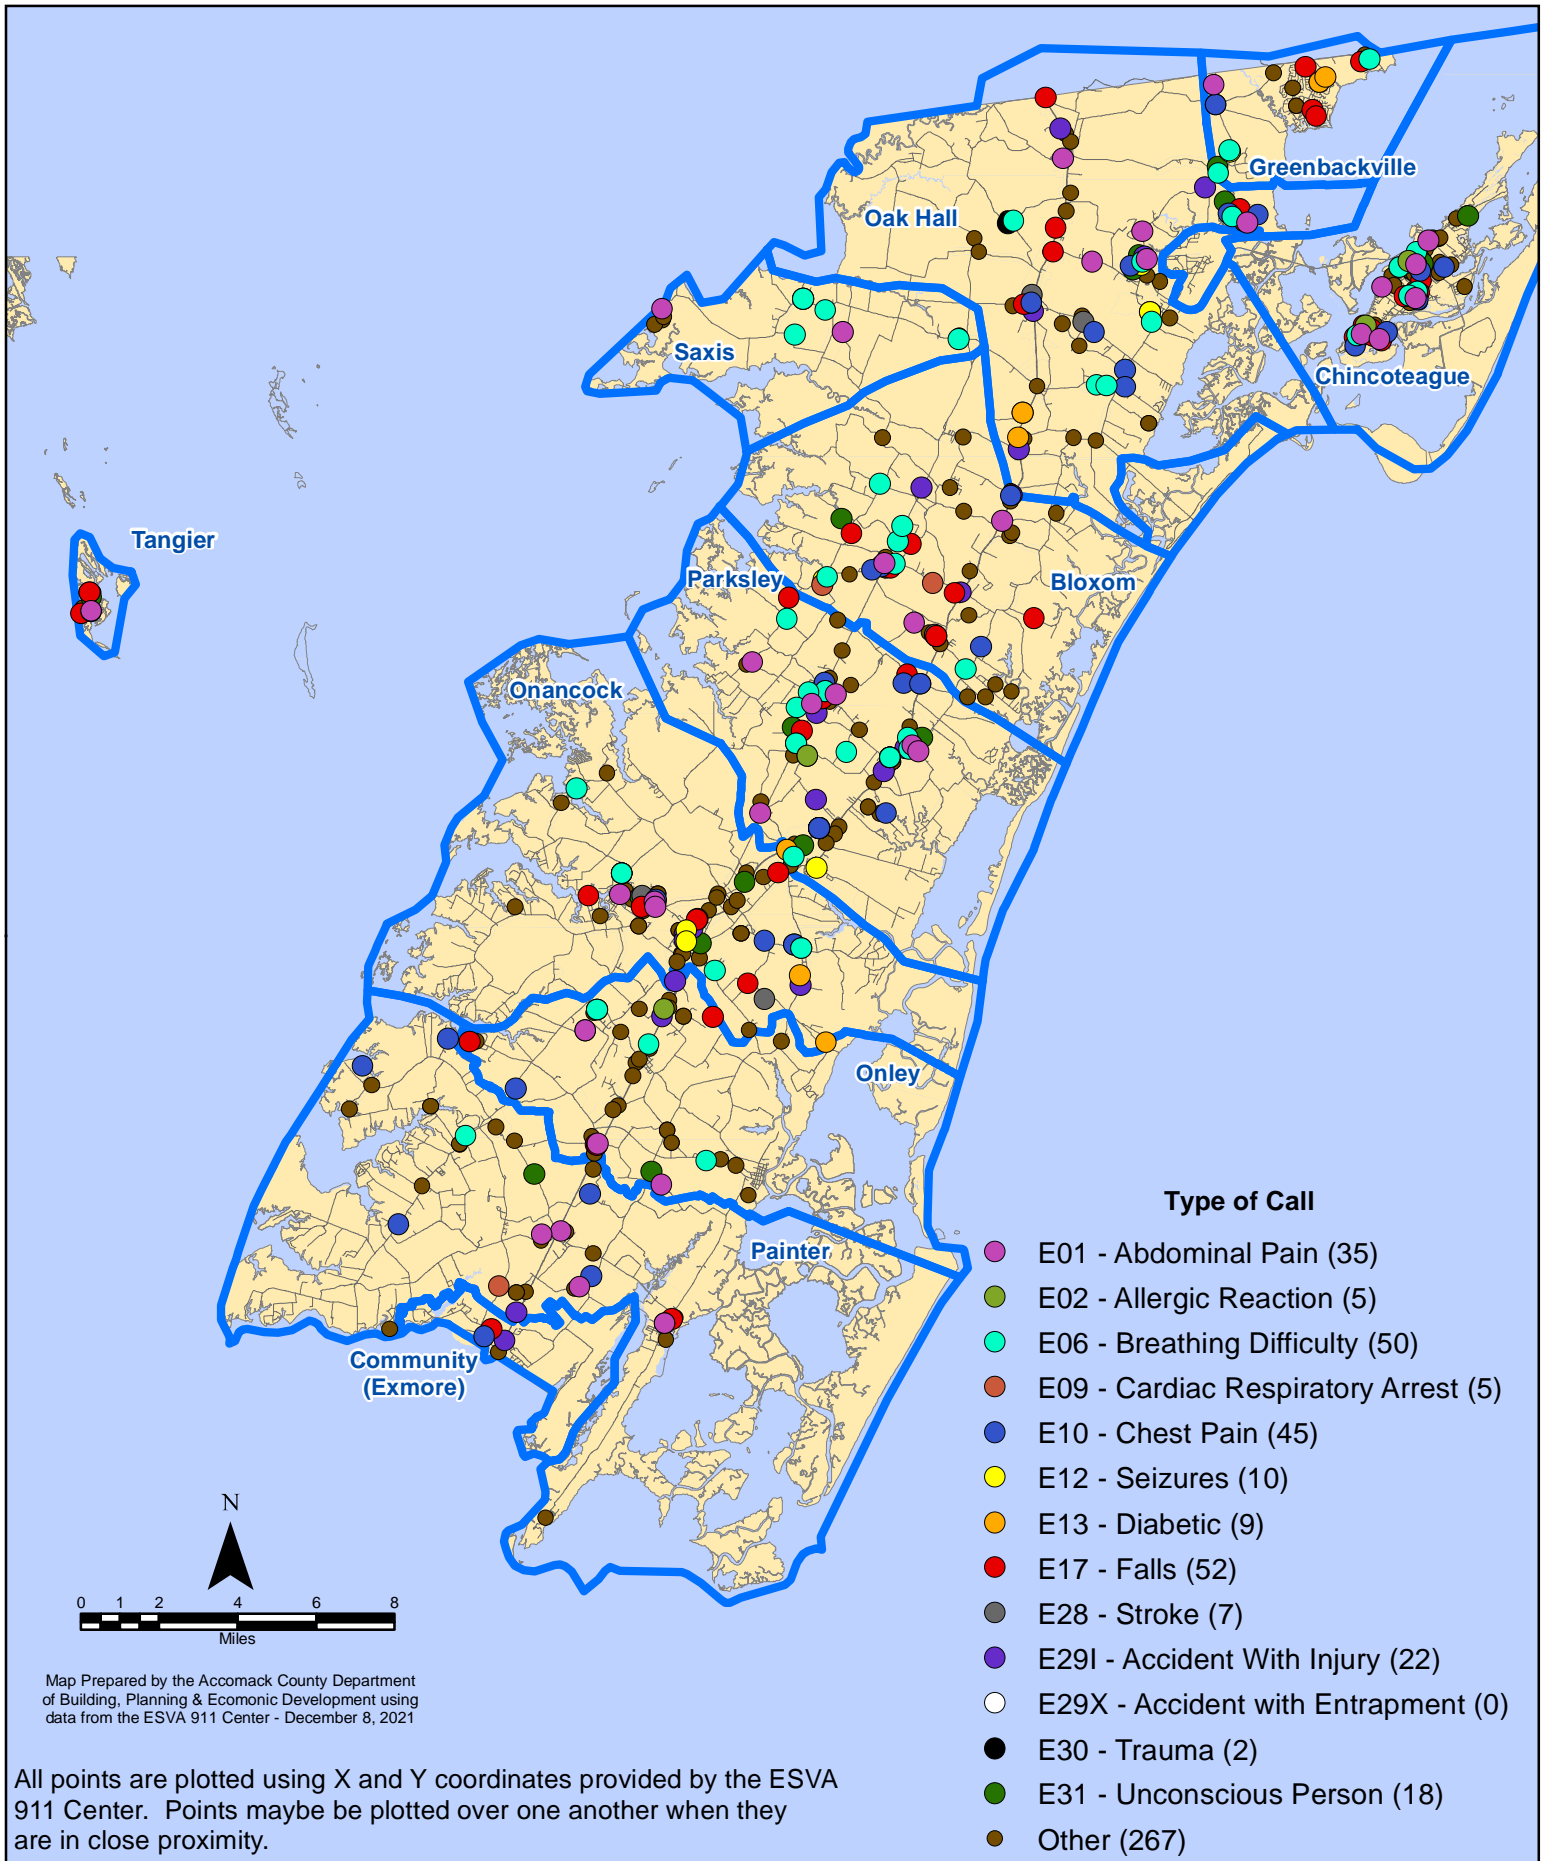 Greenbackville
Oak Hall
Saxis
Chincoteague
Tangier
Parksley
Bloxom
Onancock
Onley
Painter
Community
(Exmore)
Type of Call
E01 - Abdominal Pain (35)
E02 - Allergic Reaction (5)
E06 - Breathing Difficulty (50)
E09 - Cardiac Respiratory Arrest (5)
E10 - Chest Pain (45)
E12 - Seizures (10)
E13 - Diabetic (9)
E17 - Falls (52)
E28 - Stroke (7)
E29I - Accident With Injury (22)
E29X - Accident with Entrapment (0)
E30 - Trauma (2)
E31 - Unconscious Person (18)
Other (267)
N
0 1 2 4 6 8
Miles
Map Prepared by the Accomack County Department
of Building, Planning & Ecomonic Development using
data from the ESVA 911 Center - December 8, 2021
All points are plotted using X and Y coordinates provided by the ESVA
911 Center.  Points maybe be plotted over one another when they
are in close proximity.